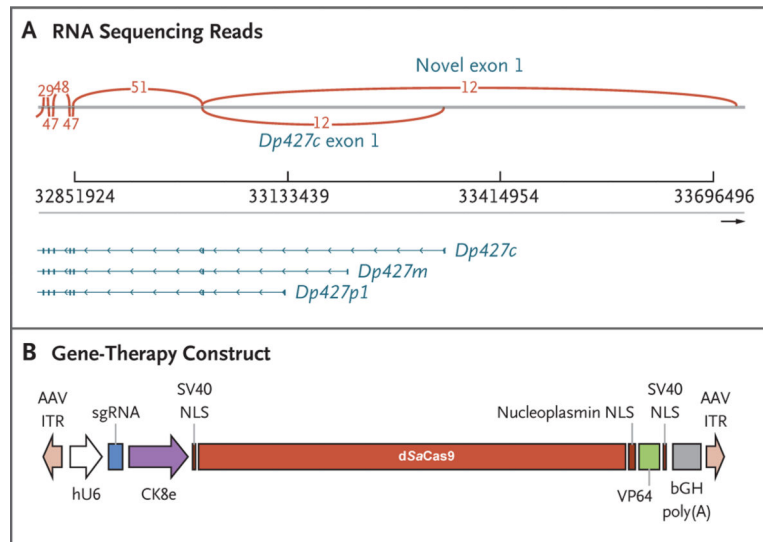 A RNA Sequencing Reads
Novel exon 1
29 48 51 12
47 47 12
Dp427c exon 1
32851924 33133439 33414954 33696496
Dp427c
Dp427m
Dp427p1
B Gene-Therapy Construct
AAV ITR
sgRNA
SV40 NLS
Nucleoplasmin NLS
SV40 NLS
AAV ITR
dSaCas9
hU6
CK8e
VP64
bGH poly(A)